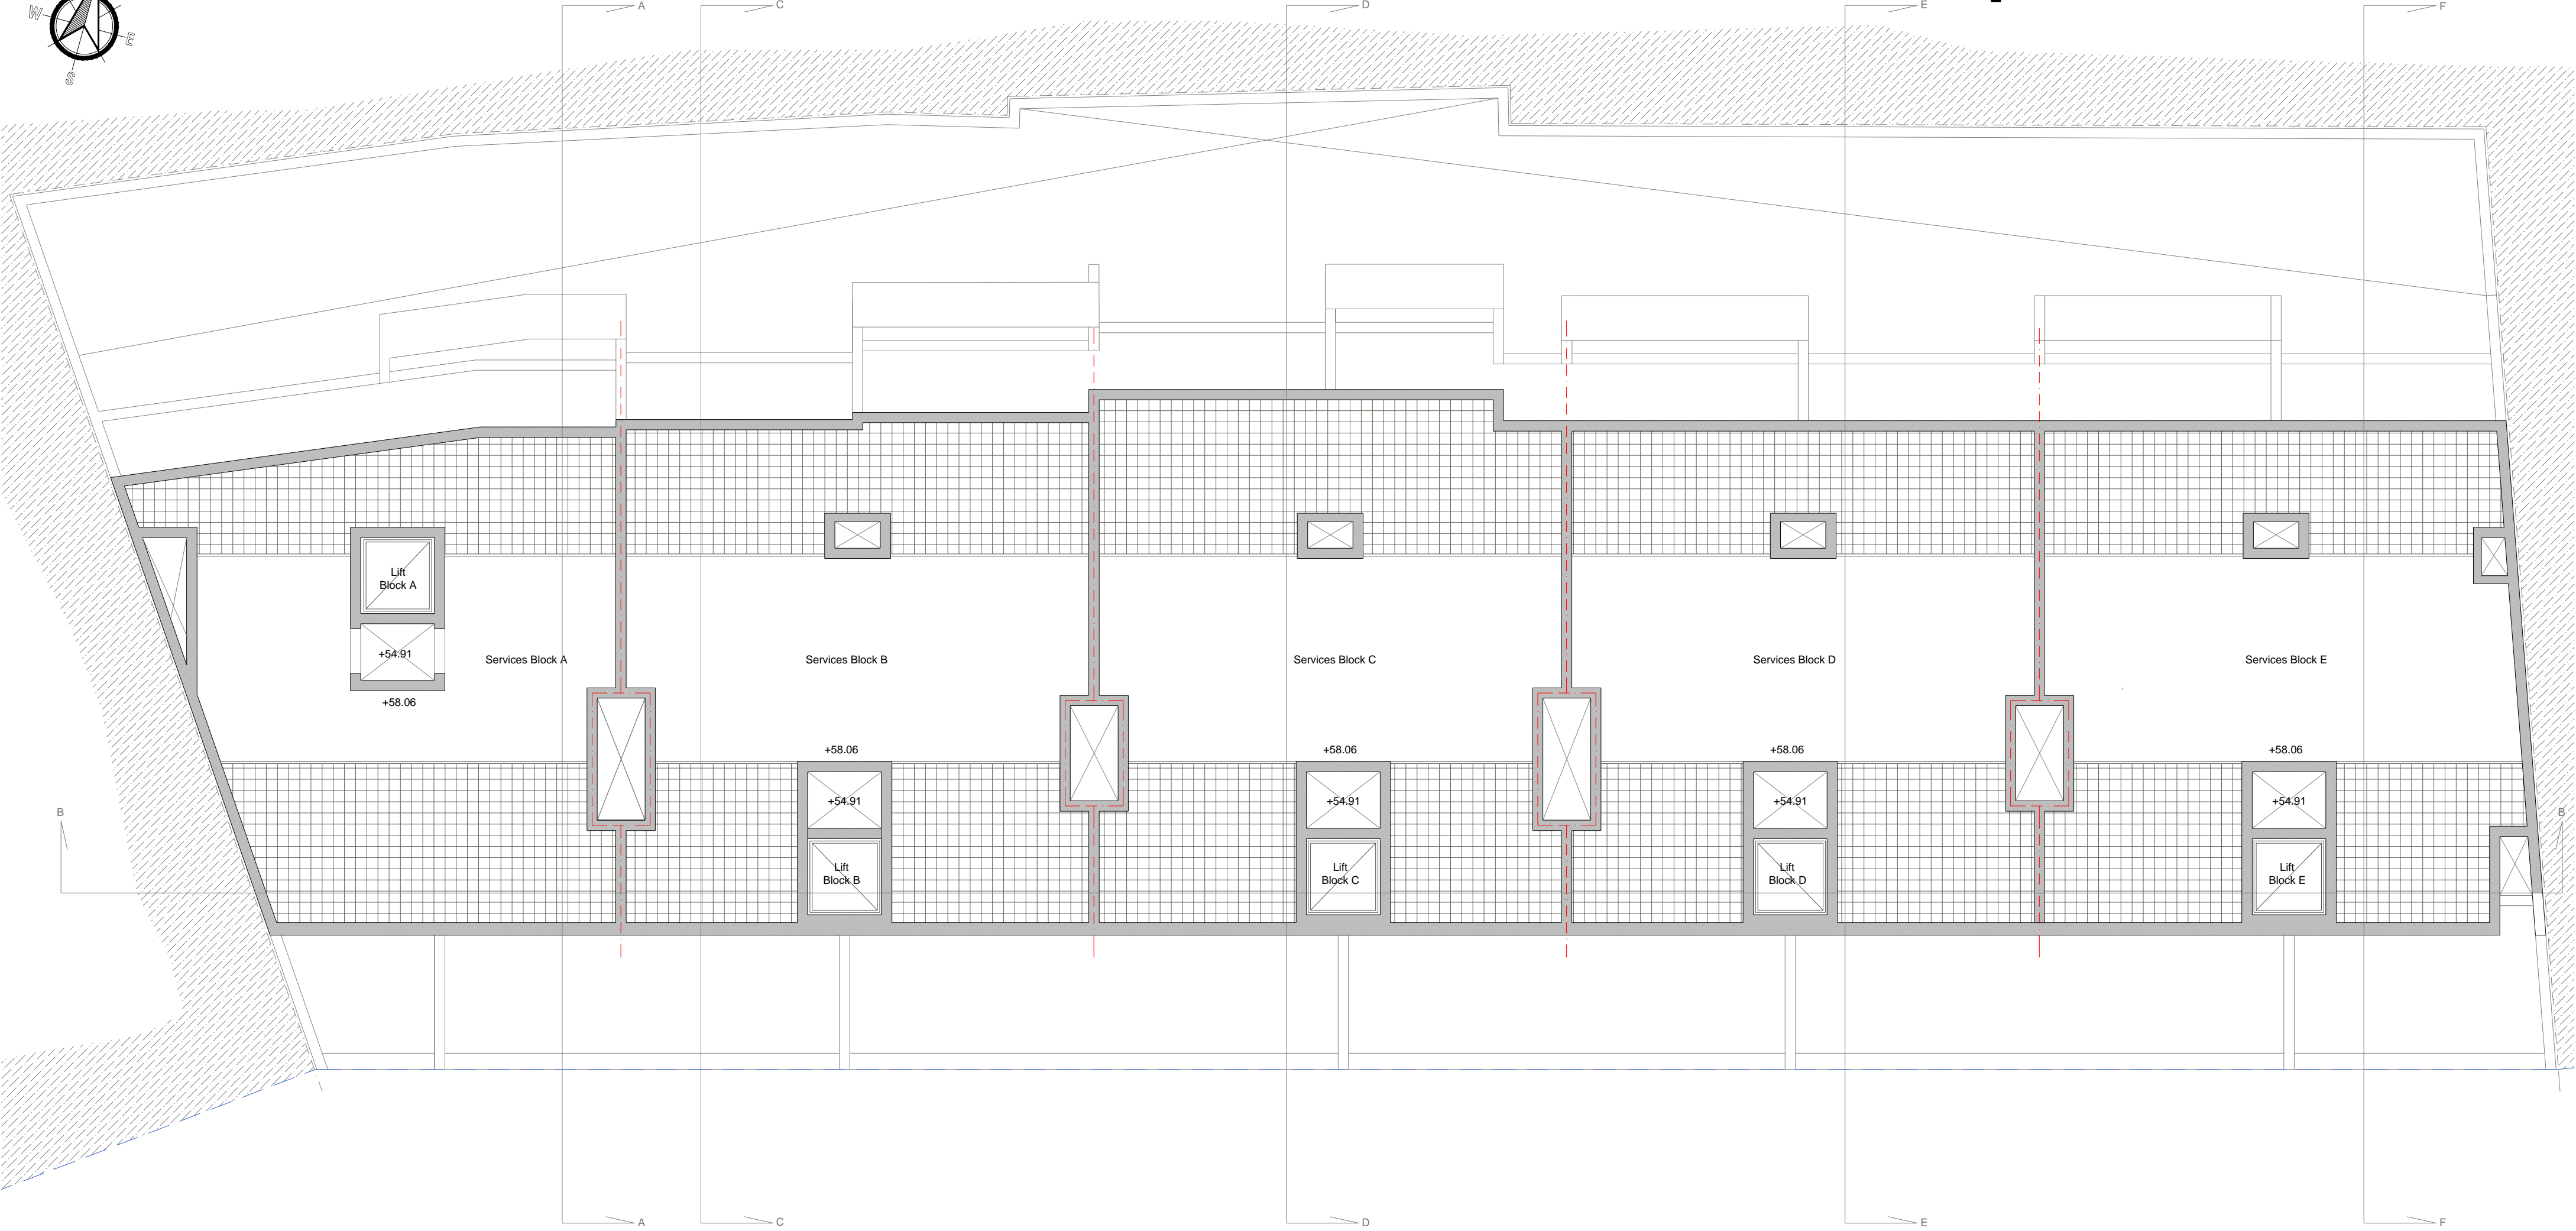 A
C
D
E
F
W
E
S
Lift
Block A
+54.91
+58.06
Services Block A
Services Block B
Services Block C
Services Block D
Services Block E
+58.06
+58.06
+58.06
+58.06
+54.91
+54.91
+54.91
+54.91
B
B
Lift
Block B
Lift
Block C
Lift
Block D
Lift
Block E
A
C
D
E
F